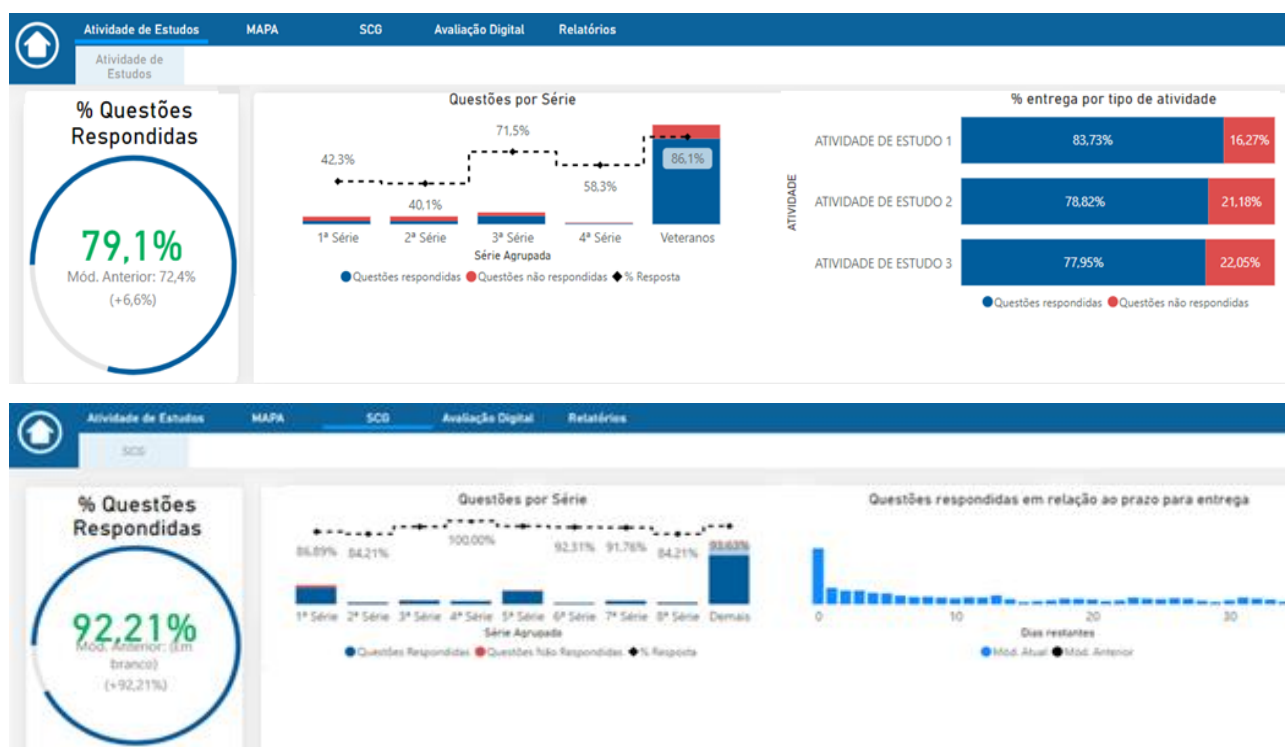 Atividade de Estudos MAPA SCG Avaliação Digital Relatórios
Atividade de
Estudos
% Questões
Respondidas
79,1%
Mód. Anterior: 72,4%
(+6,6%)
Questões por Série
42.3%
40,1%
71,5%
58.3%
86,1%
1ª Série 2ª Série 3ª Série 4ª Série Veteranos
Série Agrupada
Questões respondidas Questões não respondidas % Resposta
% entrega por tipo de atividade
ATIVIDADE
ATIVIDADE DE ESTUDO 1 83,73% 16,27%
ATIVIDADE DE ESTUDO 2 78,82% 21,18%
ATIVIDADE DE ESTUDO 3 77,95% 22,05%
Questões respondidas Questões não respondidas
Atividade de Estudos MAPA SCG Avaliação Digital Relatórios
SCG
% Questões
Respondidas
92,21%
Mód. Anterior: (Em
branco)
(+92,21%)
Questões por Série
86,89% 84,21% 100,00% 92,31% 91,76% 84,21% 93,63%
1ª Série 2ª Série 3ª Série 4ª Série 5ª Série 6ª Série 7ª Série 8ª Série Demais
Série Agrupada
Questões Respondidas Questões Não Respondidas % Resposta
Questões respondidas em relação ao prazo para entrega
0 10 20 30
Dias restantes
Mód. Atual Mód. Anterior